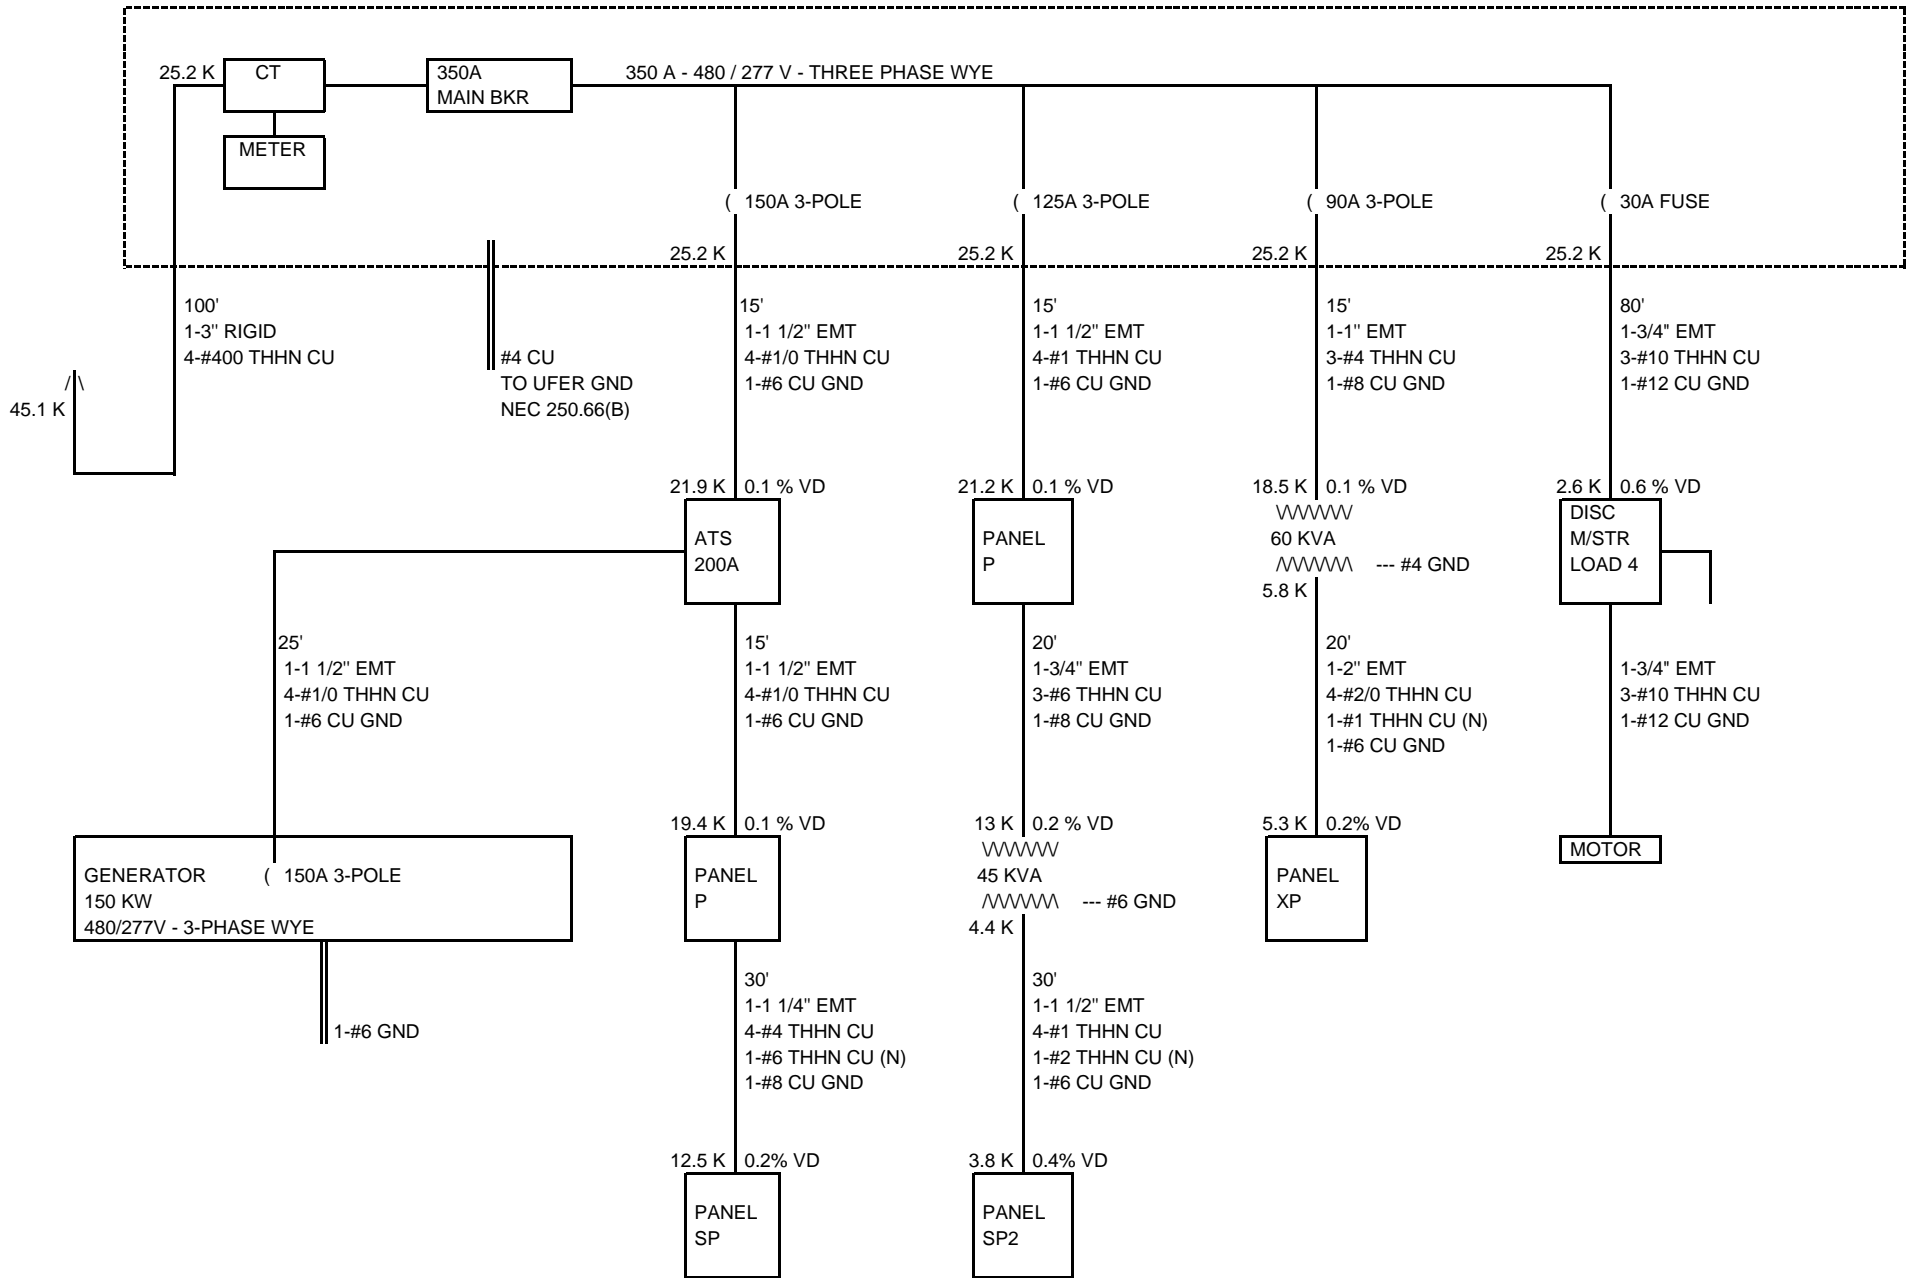 25.2 K
CT
350A
MAIN BKR
350 A - 480 / 277 V - THREE PHASE WYE
METER
( 150A 3-POLE
( 125A 3-POLE
( 90A 3-POLE
( 30A FUSE
25.2 K
25.2 K
25.2 K
25.2 K
100'
1-3" RIGID
4-#400 THHN CU
45.1 K
#4 CU
TO UFER GND
NEC 250.66(B)
15'
1-1 1/2" EMT
4-#1/0 THHN CU
1-#6 CU GND
15'
1-1 1/2" EMT
4-#1 THHN CU
1-#6 CU GND
15'
1-1" EMT
3-#4 THHN CU
1-#8 CU GND
80'
1-3/4" EMT
3-#10 THHN CU
1-#12 CU GND
21.9 K 0.1 % VD
ATS
200A
21.2 K 0.1 % VD
PANEL
P
18.5 K 0.1 % VD
60 KVA
--- #4 GND
5.8 K
2.6 K 0.6 % VD
DISC
M/STR
LOAD 4
25'
1-1 1/2" EMT
4-#1/0 THHN CU
1-#6 CU GND
15'
1-1 1/2" EMT
4-#1/0 THHN CU
1-#6 CU GND
20'
1-3/4" EMT
3-#6 THHN CU
1-#8 CU GND
20'
1-2" EMT
4-#2/0 THHN CU
1-#1 THHN CU (N)
1-#6 CU GND
1-3/4" EMT
3-#10 THHN CU
1-#12 CU GND
GENERATOR ( 150A 3-POLE
150 KW
480/277V - 3-PHASE WYE
1-#6 GND
19.4 K 0.1 % VD
PANEL
P
13 K 0.2 % VD
45 KVA
--- #6 GND
4.4 K
5.3 K 0.2% VD
PANEL
XP
MOTOR
30'
1-1 1/4" EMT
4-#4 THHN CU
1-#6 THHN CU (N)
1-#8 CU GND
30'
1-1 1/2" EMT
4-#1 THHN CU
1-#2 THHN CU (N)
1-#6 CU GND
12.5 K 0.2% VD
PANEL
SP
3.8 K 0.4% VD
PANEL
SP2